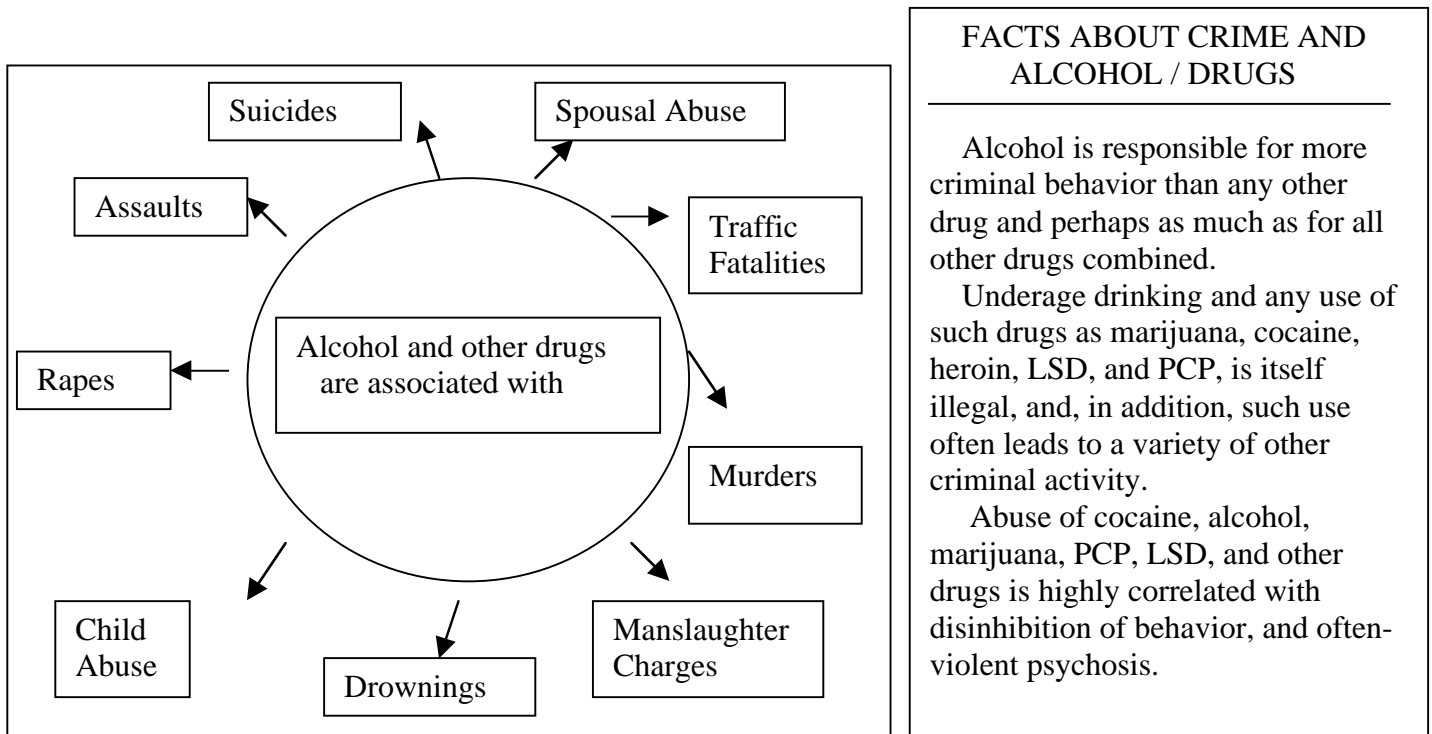 Suicides
Spousal Abuse
Assaults
Traffic
Fatalities
Alcohol and other drugs
are associated with
Rapes
Murders
Child
Abuse
Manslaughter
Charges
Drownings
FACTS ABOUT CRIME AND
ALCOHOL / DRUGS
Alcohol is responsible for more
criminal behavior than any other
drug and perhaps as much as for all
other drugs combined.
Underage drinking and any use of
such drugs as marijuana, cocaine,
heroin, LSD, and PCP, is itself
illegal, and, in addition, such use
often leads to a variety of other
criminal activity.
Abuse of cocaine, alcohol,
marijuana, PCP, LSD, and other
drugs is highly correlated with
disinhibition of behavior, and often-
violent psychosis.